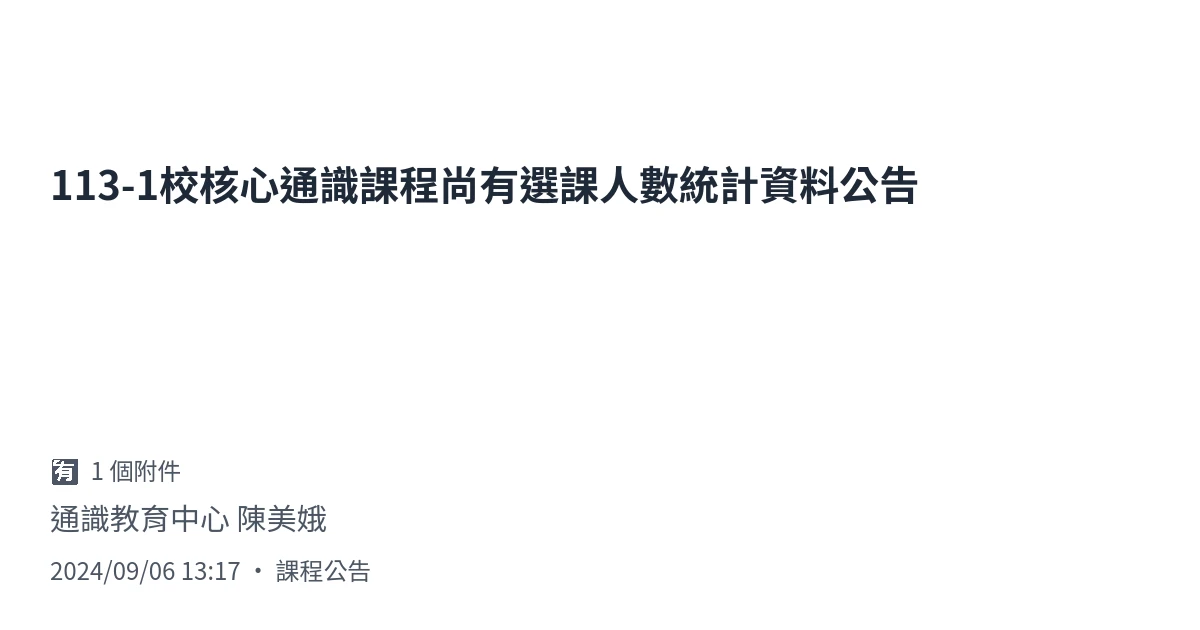 113-1校核心通識課程尚有選課人數統計資料公告
🈶 1 個附件
通識教育中心 陳美娥
2024/09/06 13:17 ・ 課程公告